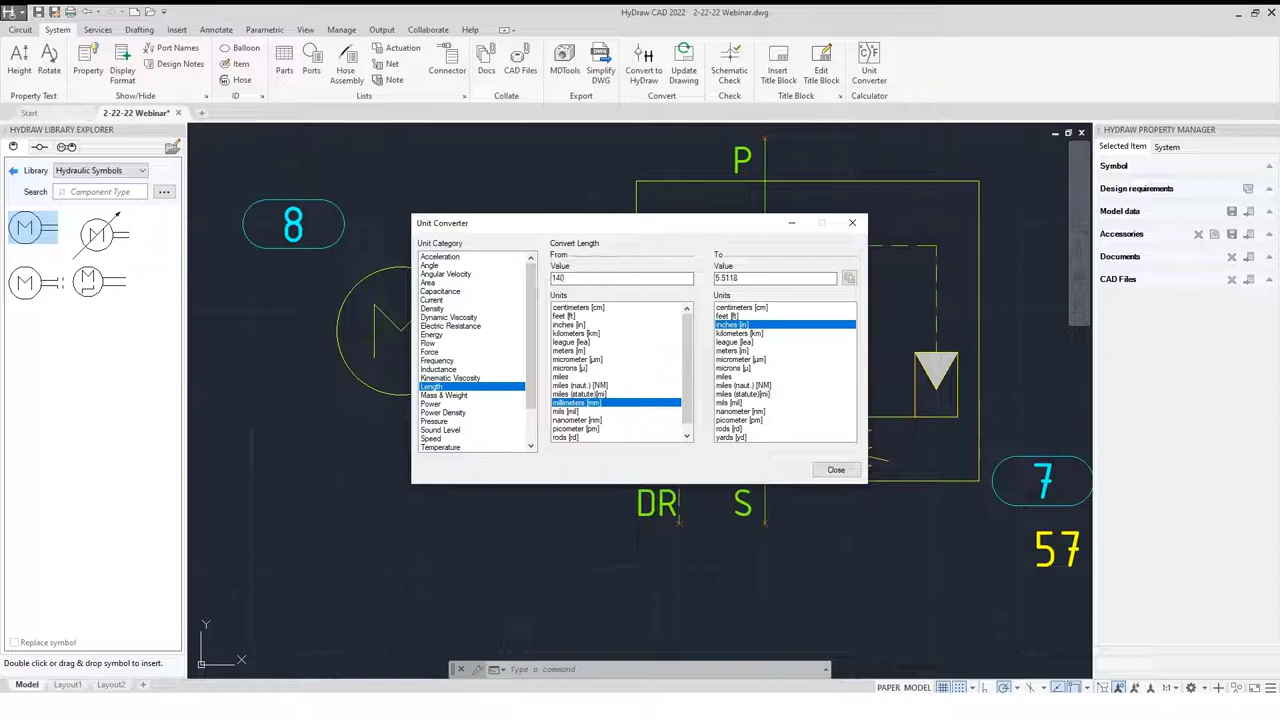 HyDraw CAD 2022   2-22-22 Webinar.dwg
Circuit System Services Drafting Insert Annotate Parametric View Manage Output Collaborate Help
Height Rotate Property Display Format Port Names Design Notes Balloon Item Hose Parts Ports Hose Assembly Actuation Net Note Connector Docs CAD Files MDTools Simplify DWG Convert to HyDraw Update Drawing Schematic Check Insert Title Block Edit Title Block Unit Converter
Property Text Show/Hide ID Lists Collate Export Convert Check Title Block Calculator
Start 2-22-22 Webinar*
HYDRAW LIBRARY EXPLORER
Library Hydraulic Symbols
Search Component Type ...
M
M
M
M
Replace symbol
Double click or drag & drop symbol to insert.
8
P
DR S
7
57
Y
X
Unit Converter
Unit Category
Acceleration
Angle
Angular Velocity
Area
Capacitance
Current
Density
Dynamic Viscosity
Electric Resistance
Energy
Flow
Force
Frequency
Inductance
Kinematic Viscosity
Length
Mass & Weight
Power
Power Density
Pressure
Sound Level
Speed
Temperature
Convert Length
From
Value
140
Units
centimeters [cm]
feet [ft]
inches [in]
kilometers [km]
league [lea]
meters [m]
micrometer [µm]
microns [µ]
miles
miles (naut.) [NM]
miles (statute)[mi]
millimeters [mm]
mils [mil]
nanometer [nm]
picometer [pm]
rods [rd]
To
Value
5.5118
Units
centimeters [cm]
feet [ft]
inches [in]
kilometers [km]
league [lea]
meters [m]
micrometer [µm]
microns [µ]
miles
miles (naut.) [NM]
miles (statute)[mi]
mils [mil]
nanometer [nm]
picometer [pm]
rods [rd]
yards [yd]
Close
HYDRAW PROPERTY MANAGER
Selected Item System
Symbol
Design requirements
Model data
Accessories
Documents
CAD Files
Type a command
Model Layout1 Layout2 +
PAPER MODEL 1:1